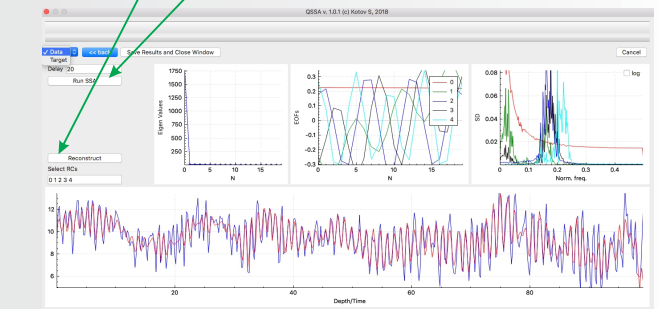 QSSA v. 1.0.1 (c) Kotov S, 2018
✓ Data
Target
<< back
Save Results and Close Window
Cancel
Delay 20
Run SSA
Reconstruct
Select RCs
0 1 2 3 4
Eigen Values
1750
1500
1250
1000
750
500
250
0 5 10 15
N
EOFs
0.3
0.2
0.1
0
-0.1
-0.2
-0.3
0 5 10 15
N
0
1
2
3
4
SD
0.08
0.06
0.04
0.02
0 0.1 0.2 0.3 0.4
Norm. freq.
log
12
10
8
6
20 40 60 80
Depth/Time